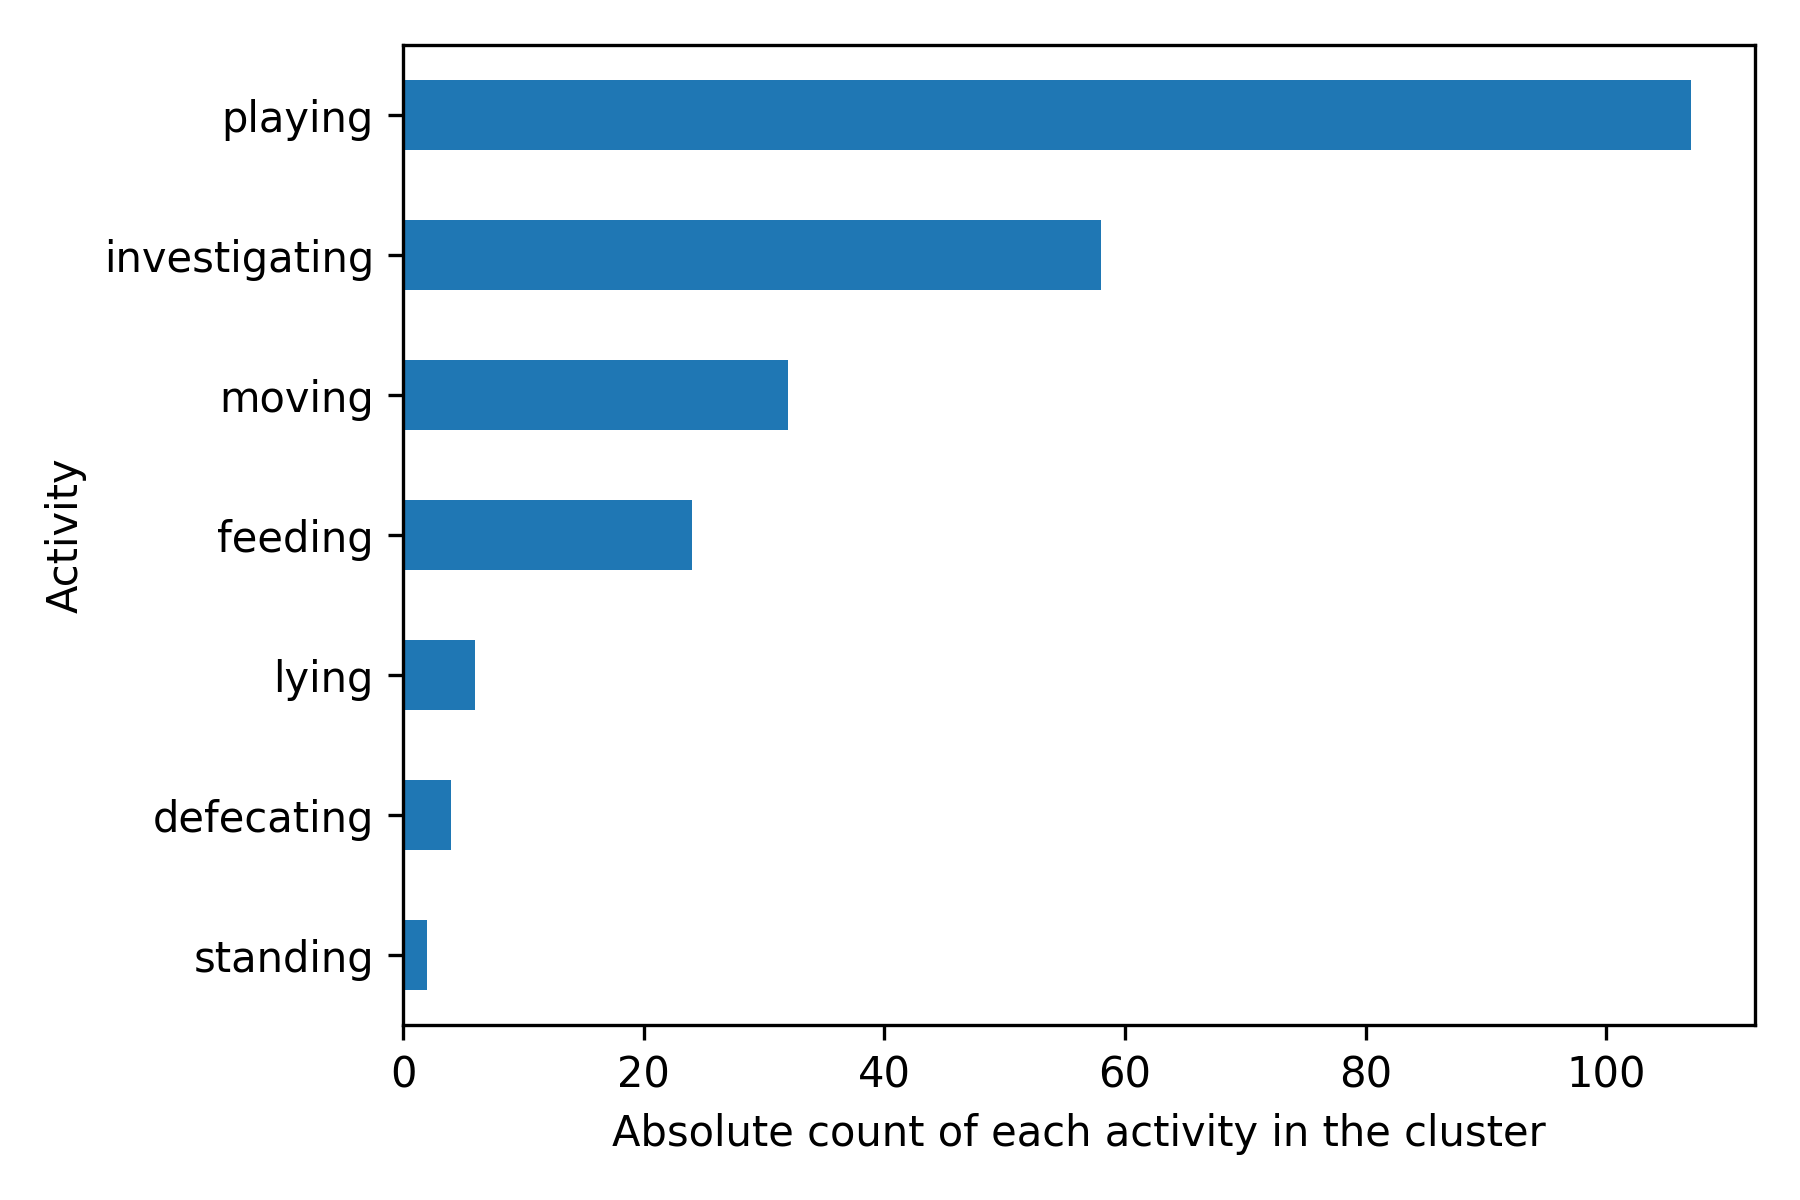 playing
investigating
moving
feeding
lying
defecating
standing
Activity
0 20 40 60 80 100
Absolute count of each activity in the cluster